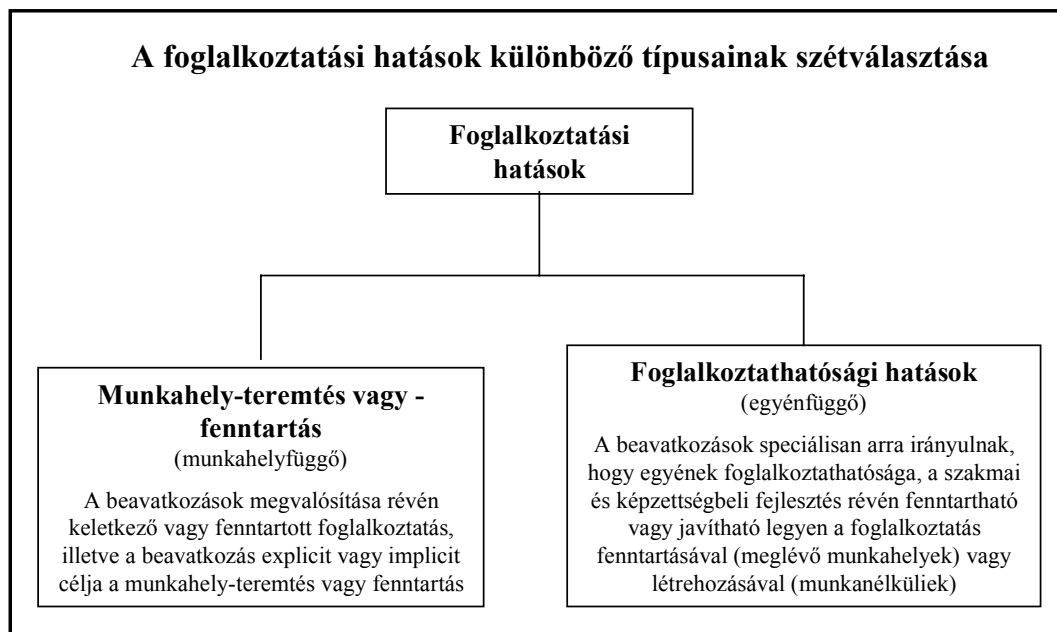 A foglalkoztatási hatások különböző típusainak szétválasztása
Foglalkoztatási
hatások
Munkahely-teremtés vagy -
fenntartás
(munkahelyfüggő)
A beavatkozások megvalósítása révén
keletkező vagy fenntartott foglalkoztatás,
illetve a beavatkozás explicit vagy implicit
célja a munkahely-teremtés vagy fenntartás
Foglalkoztathatósági hatások
(egyénfüggő)
A beavatkozások speciálisan arra irányulnak,
hogy egyének foglalkoztathatósága, a szakmai
és képzettségbeli fejlesztés révén fenntartható
vagy javítható legyen a foglalkoztatás
fenntartásával (meglévő munkahelyek) vagy
létrehozásával (munkanélküliek)